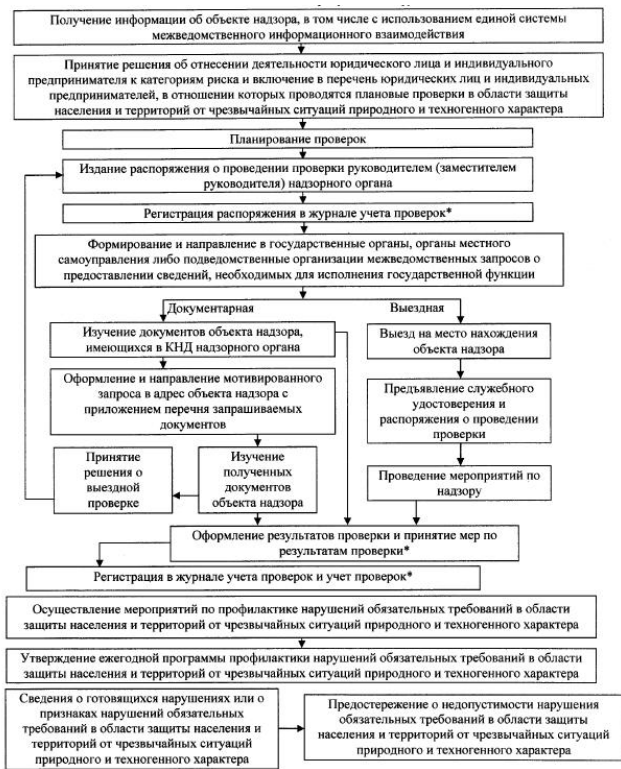 Получение информации об объекте надзора, в том числе с использованием единой системы
межведомственного информационного взаимодействия
Принятие решения об отнесении деятельности юридического лица и индивидуального
предпринимателя к категориям риска и включение в перечень юридических лиц и индивидуальных
предпринимателей, в отношении которых проводятся плановые проверки в области защиты
населения и территорий от чрезвычайных ситуаций природного и техногенного характера
Планирование проверок
Издание распоряжения о проведении проверки руководителем (заместителем
руководителя) надзорного органа
Регистрация распоряжения в журнале учета проверок*
Формирование и направление в государственные органы, органы местного
самоуправления либо подведомственные организации межведомственных запросов о
предоставлении сведений, необходимых для исполнения государственной функции
Документарная
Выездная
Изучение документов объекта надзора,
имеющихся в КНД надзорного органа
Выезд на место нахождения
объекта надзора
Оформление и направление мотивированного
запроса в адрес объекта надзора с
приложением перечня запрашиваемых
документов
Предъявление служебного
удостоверения и
распоряжения о проведении
проверки
Принятие
решения о
выездной
проверке
Изучение
полученных
документов
объекта надзора
Проведение мероприятий по
надзору
Оформление результатов проверки и принятие мер по
результатам проверки*
Регистрация в журнале учета проверок и учет проверок*
Осуществление мероприятий по профилактике нарушений обязательных требований в области
защиты населения и территорий от чрезвычайных ситуаций природного и техногенного характера
Утверждение ежегодной программы профилактики нарушений обязательных требований в области
защиты населения и территорий от чрезвычайных ситуаций природного и техногенного характера
Сведения о готовящихся нарушениях или о
признаках нарушений обязательных
требований в области защиты населения и
территорий от чрезвычайных ситуаций
природного и техногенного характера
Предостережение о недопустимости нарушения
обязательных требований в области защиты
населения и территорий от чрезвычайных ситуаций
природного и техногенного характера